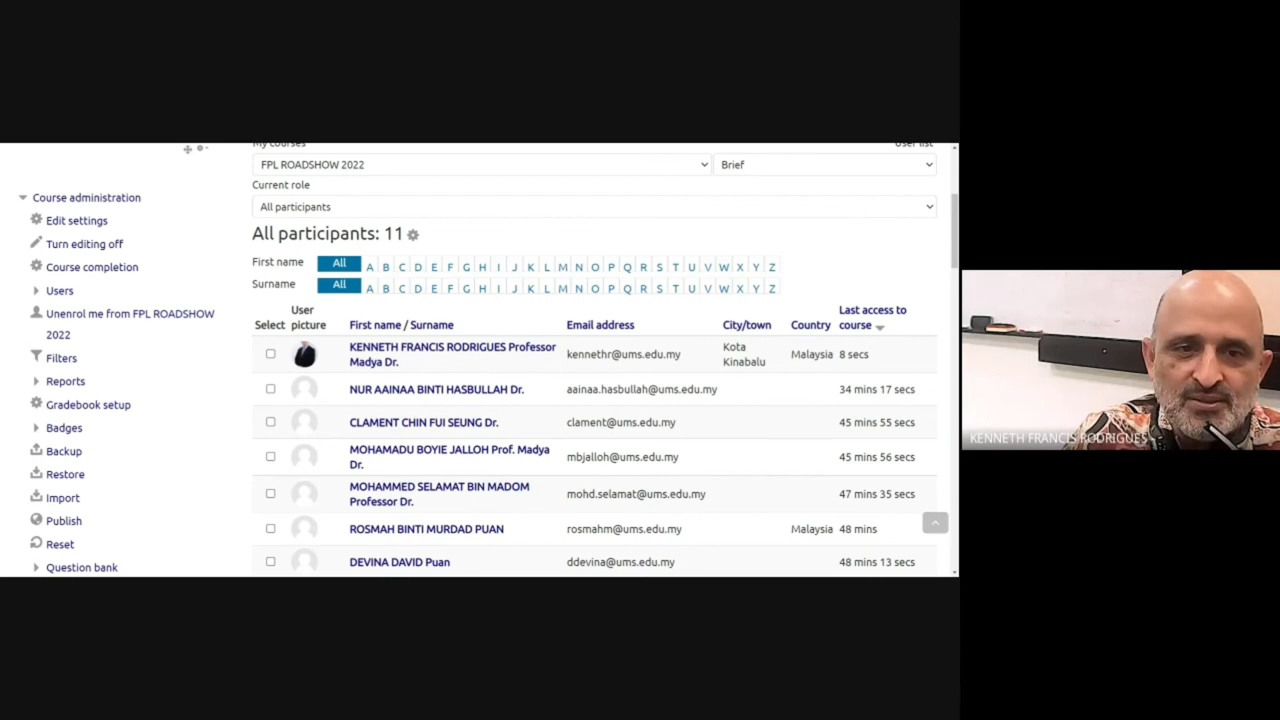 My courses
User list
FPL ROADSHOW 2022
Brief
Current role
All participants
All participants: 11
First name All A B C D E F G H I J K L M N O P Q R S T U V W X Y Z
Surname All A B C D E F G H I J K L M N O P Q R S T U V W X Y Z
Select User picture First name / Surname Email address City/town Country Last access to course
KENNETH FRANCIS RODRIGUES Professor Madya Dr. kennethr@ums.edu.my Kota Kinabalu Malaysia 8 secs
NUR AAINAA BINTI HASBULLAH Dr. aainaa.hasbullah@ums.edu.my 34 mins 17 secs
CLAMENT CHIN FUI SEUNG Dr. clament@ums.edu.my 45 mins 55 secs
MOHAMADU BOYIE JALLOH Prof. Madya Dr. mbjalloh@ums.edu.my 45 mins 56 secs
MOHAMMED SELAMAT BIN MADOM Professor Dr. mohd.selamat@ums.edu.my 47 mins 35 secs
ROSMAH BINTI MURDAD PUAN rosmahm@ums.edu.my Malaysia 48 mins
DEVINA DAVID Puan ddevina@ums.edu.my 48 mins 13 secs
Course administration
Edit settings
Turn editing off
Course completion
Users
Unenrol me from FPL ROADSHOW
2022
Filters
Reports
Gradebook setup
Badges
Backup
Restore
Import
Publish
Reset
Question bank
KENNETH FRANCIS RODRIGUES